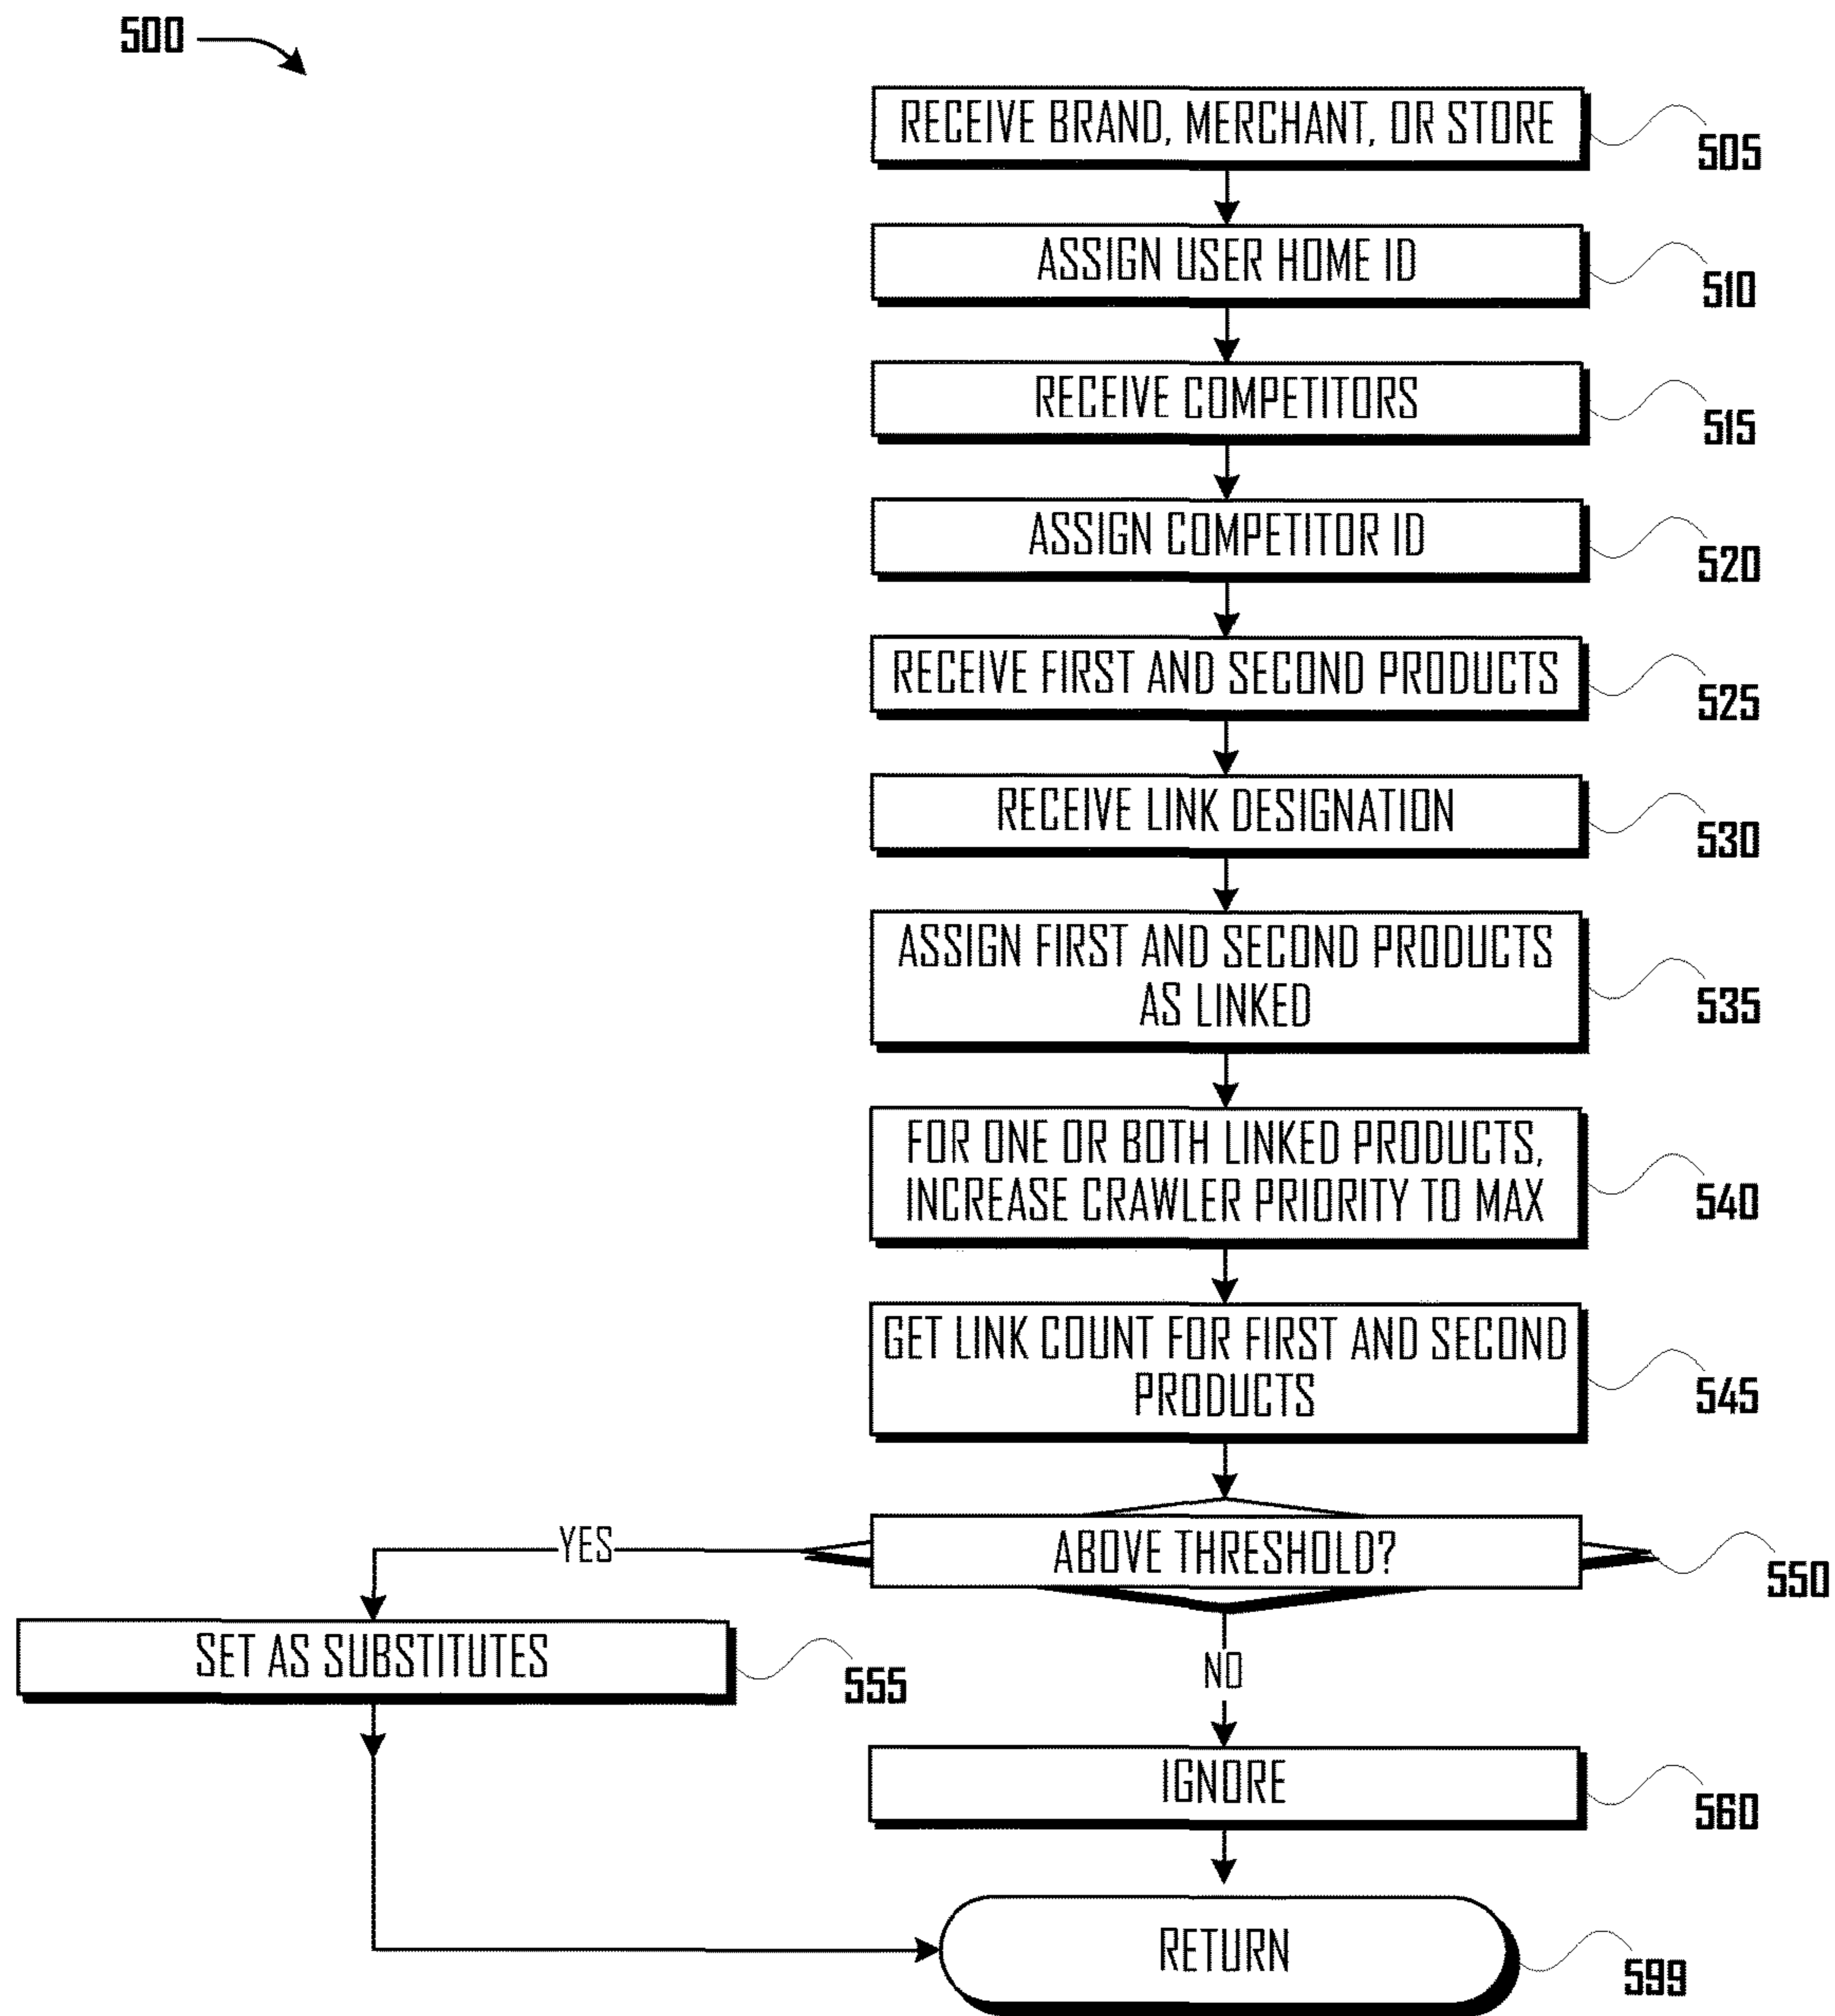 500
RECEIVE BRAND, MERCHANT, OR STORE
505
ASSIGN USER HOME ID
510
RECEIVE COMPETITORS
515
ASSIGN COMPETITOR ID
520
RECEIVE FIRST AND SECOND PRODUCTS
525
RECEIVE LINK DESIGNATION
530
ASSIGN FIRST AND SECOND PRODUCTS
AS LINKED
535
FOR ONE OR BOTH LINKED PRODUCTS,
INCREASE CRAWLER PRIORITY TO MAX
540
GET LINK COUNT FOR FIRST AND SECOND
PRODUCTS
545
ABOVE THRESHOLD?
550
YES
SET AS SUBSTITUTES
555
NO
IGNORE
560
RETURN
599